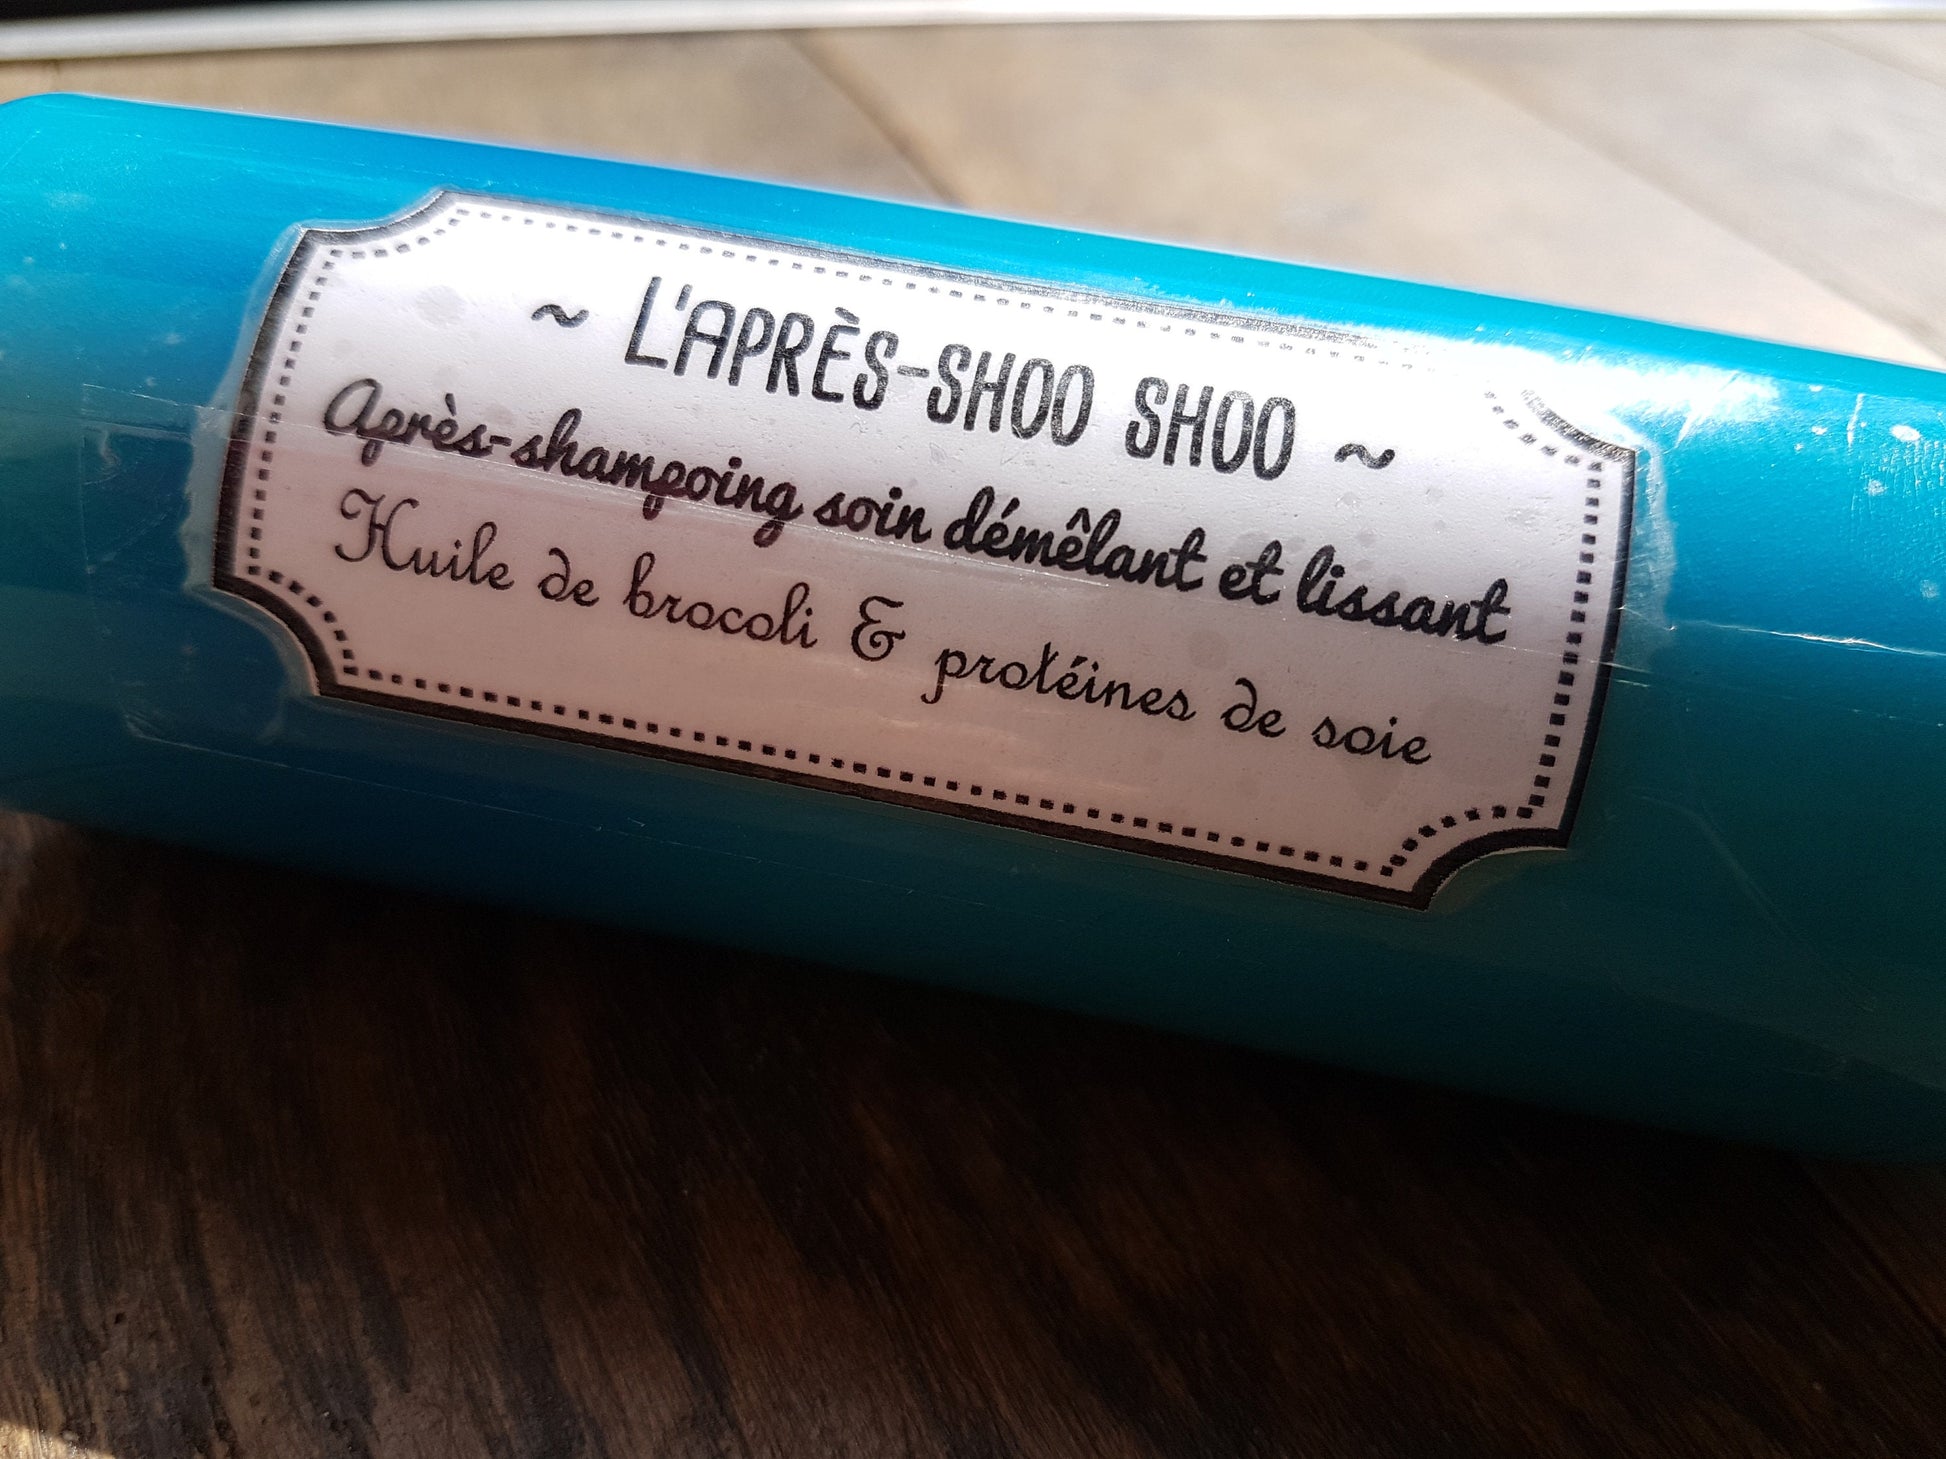 ~ L'APRÈS-SHOO SHOO ~
Après-shampoing soin démêlant et lissant
Huile de brocoli & protéines de soie